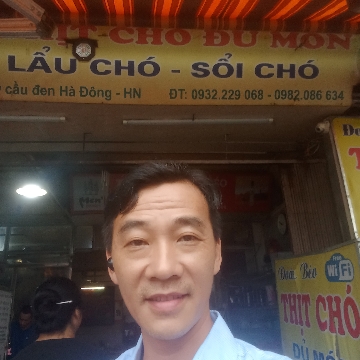 THỊT CHÓ ĐỦ MÓN
LẨU CHÓ - SỔI CHÓ
cầu đen Hà Đông - HN ĐT: 0932.229 068 - 0982.086 634
WiFi
THỊT CHÓ
ĐỦ MÓN